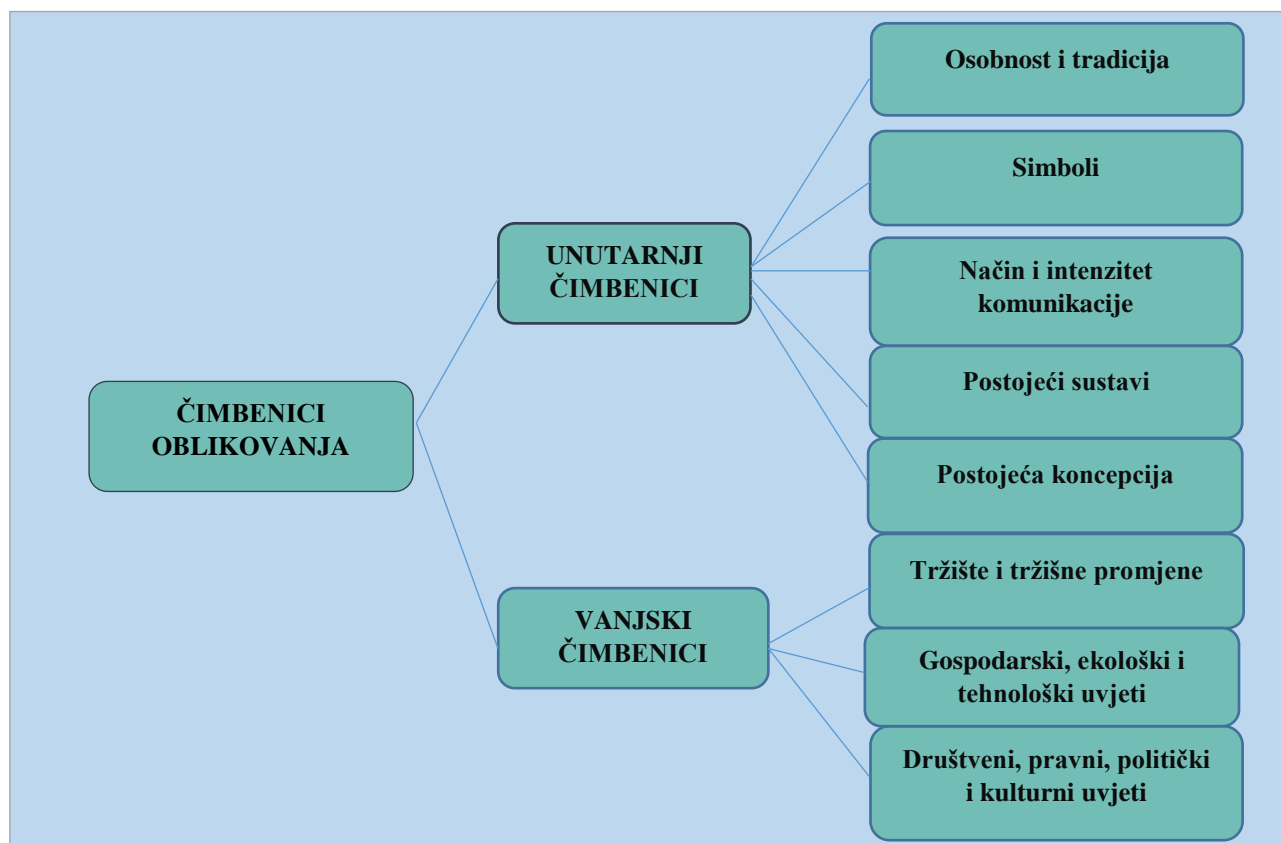 Osobnost i tradicija
Simboli
UNUTARNJI
ČIMBENICI
Način i intenzitet
komunikacije
Postojeći sustavi
ČIMBENICI
OBLIKOVANJA
Postojeća koncepcija
Tržište i tržišne promjene
VANJSKI
ČIMBENICI
Gospodarski, ekološki i
tehnološki uvjeti
Društveni, pravni, politički
i kulturni uvjeti